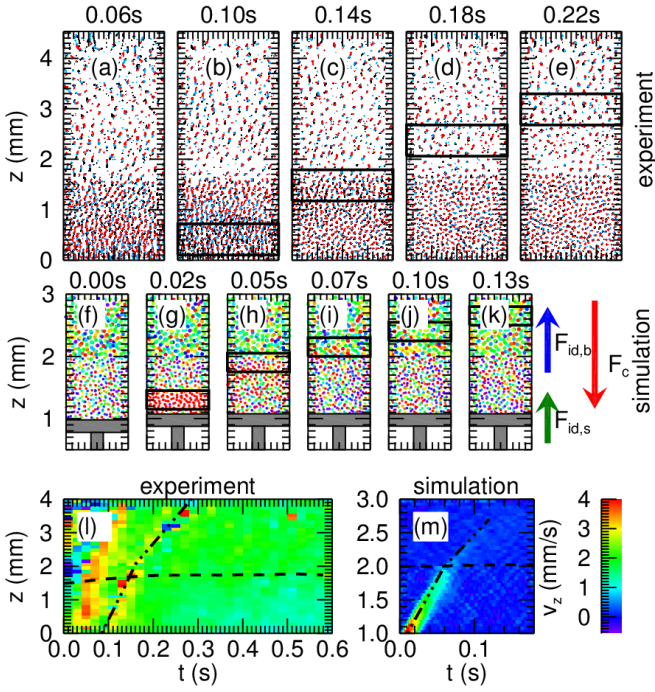 0.06s 0.10s 0.14s 0.18s 0.22s
(a) (b) (c) (d) (e)
4
3
2
1
0
z (mm)
experiment
0.00s 0.02s 0.05s 0.07s 0.10s 0.13s
(f) (g) (h) (i) (j) (k)
3
2
1
z (mm)
F_id,b
F_c
F_id,s
simulation
experiment simulation
(l) (m)
4
3
2
1
0
z (mm)
0.0 0.1 0.2 0.3 0.4 0.5 0.6
t (s)
3.0
2.5
2.0
1.5
1.0
0.0 0.1
t (s)
4
3
2
1
0
v_z (mm/s)